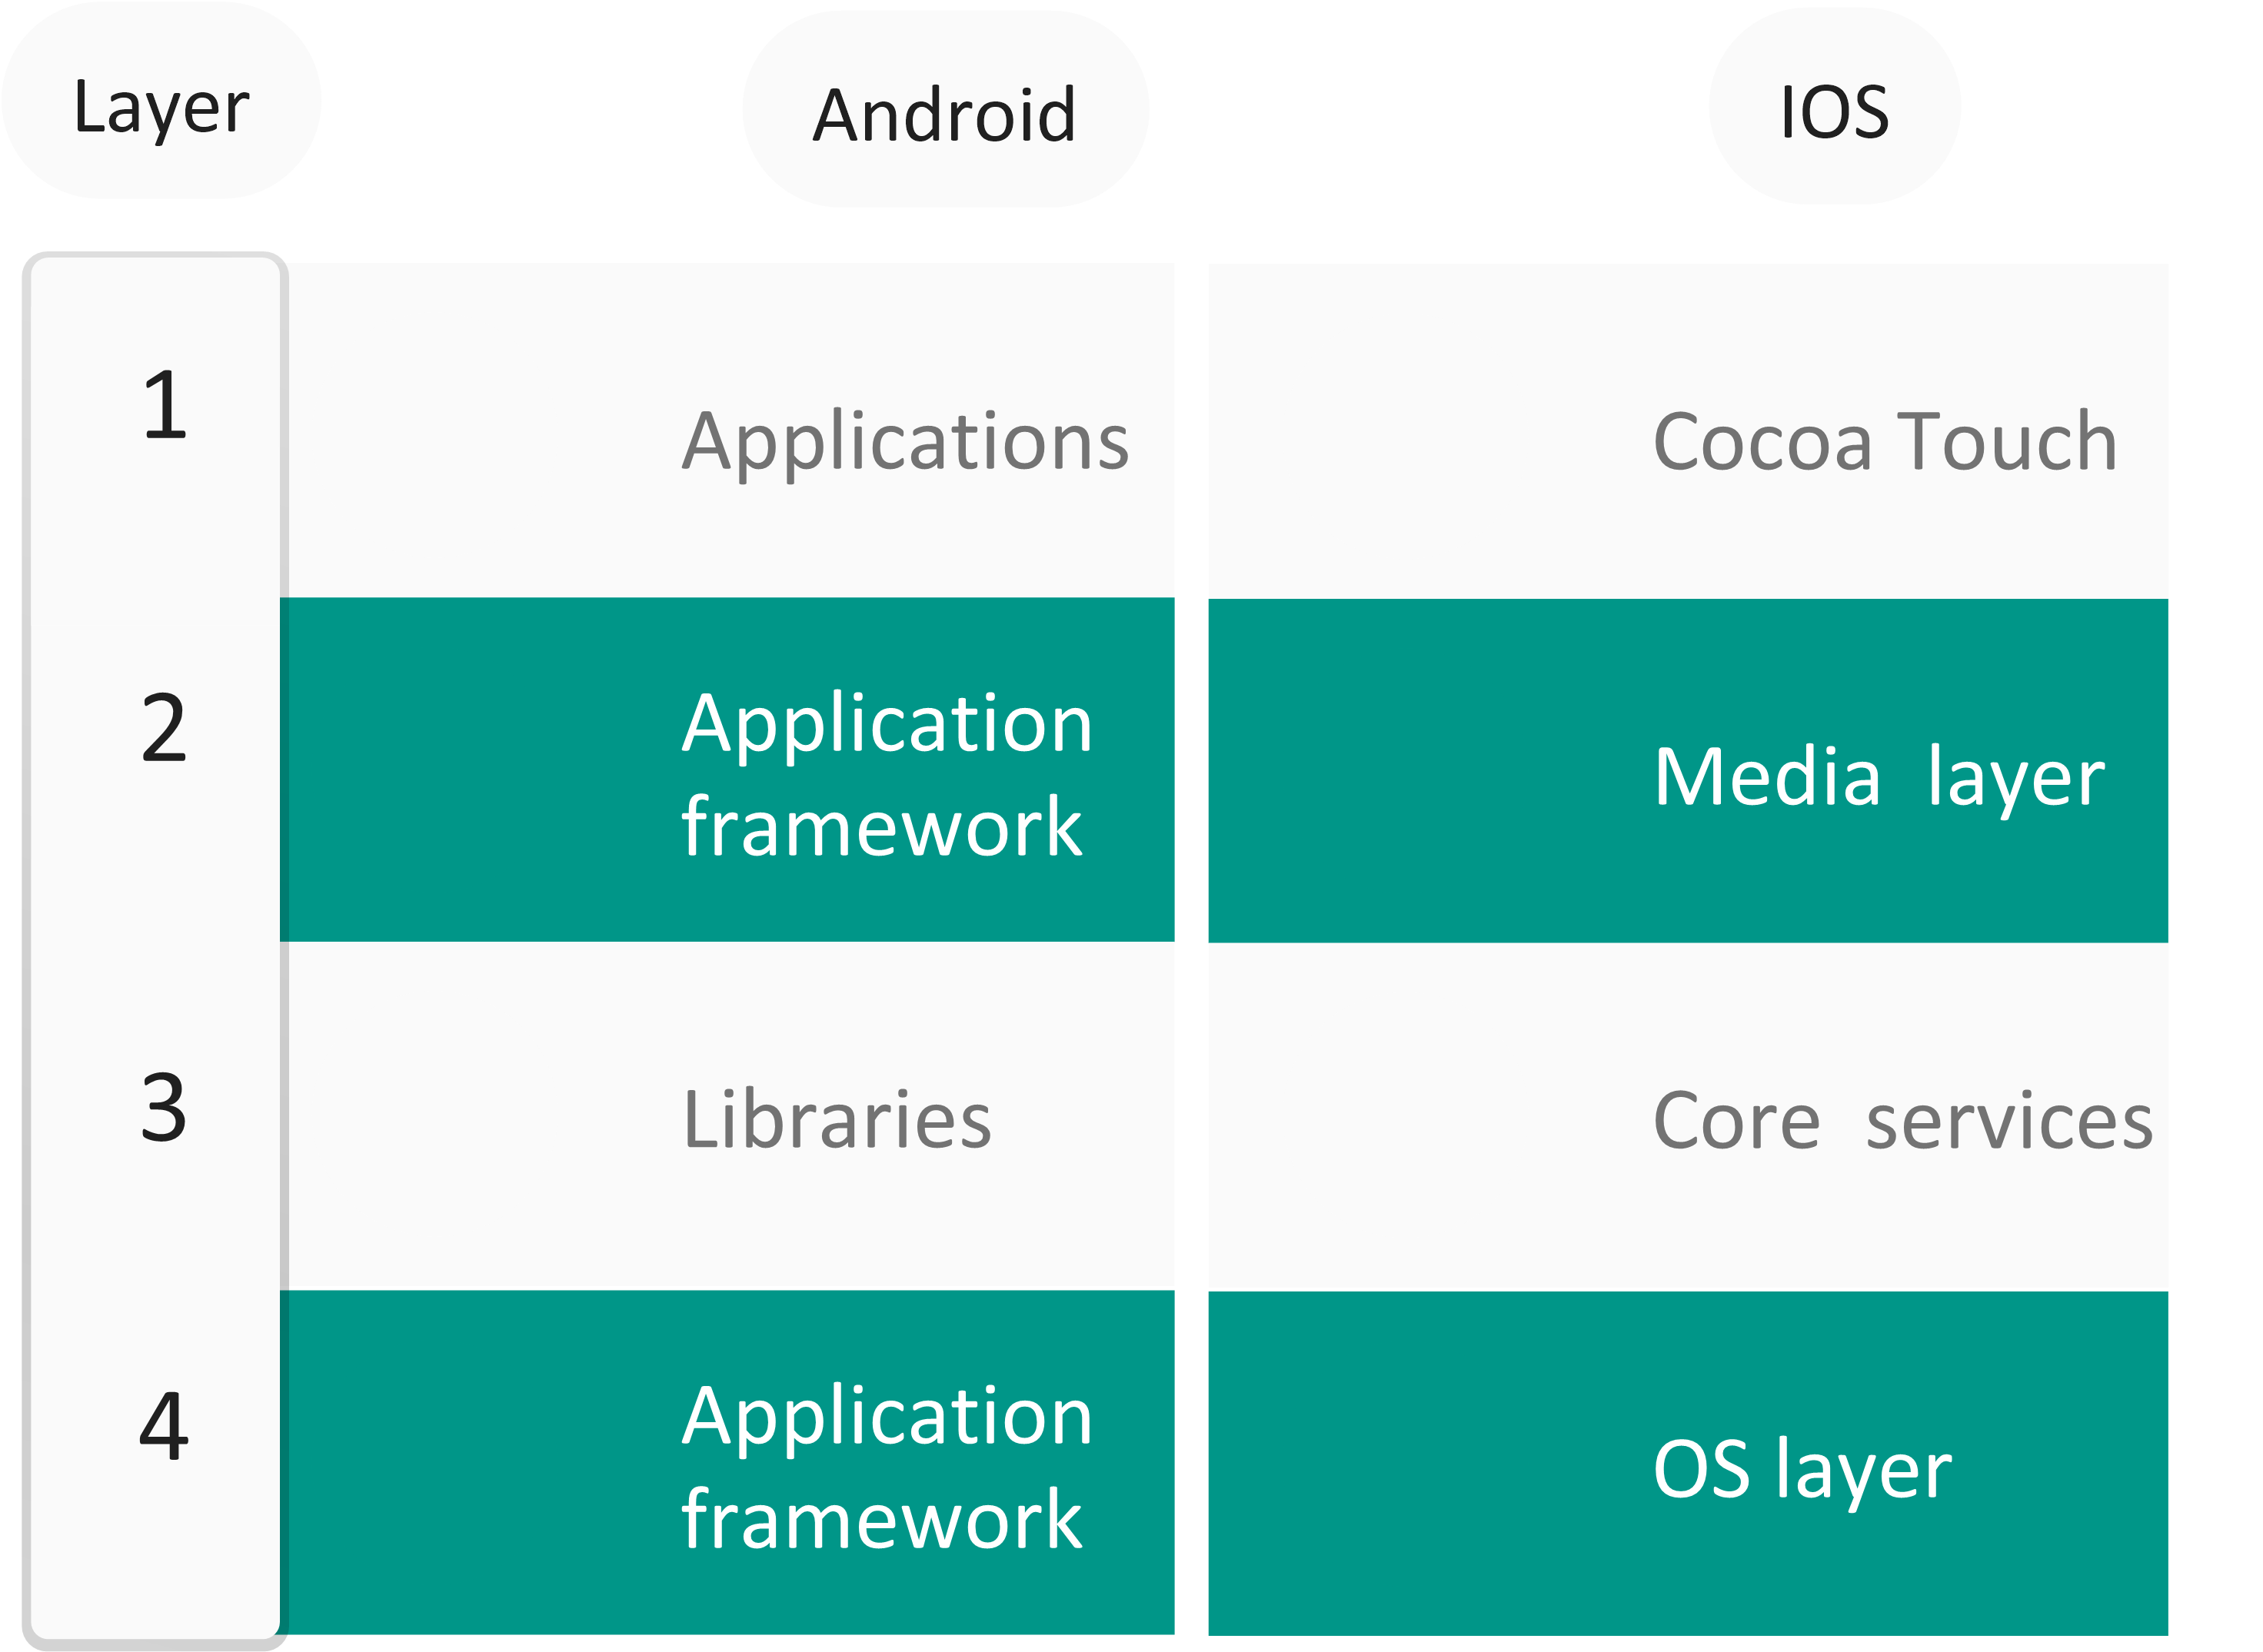 Layer Android IOS
1 Applications Cocoa Touch
2 Application
framework Media layer
3 Libraries Core services
4 Application
framework OS layer